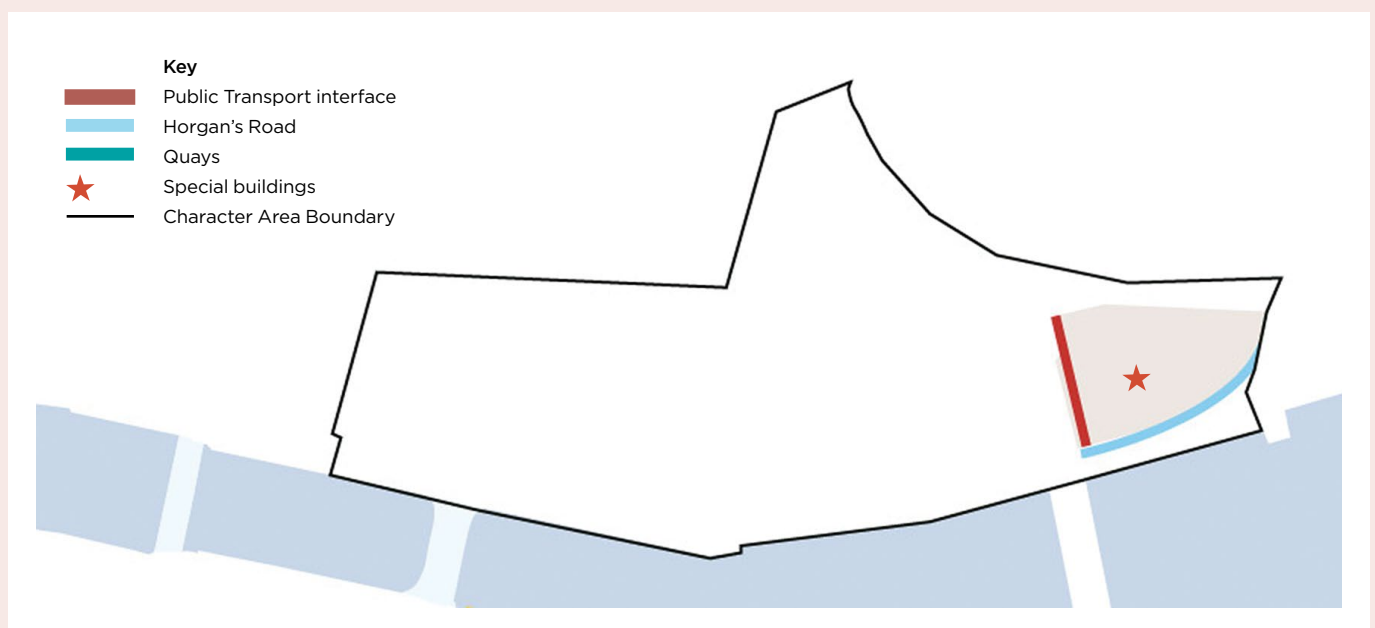 Key
Public Transport interface
Horgan’s Road
Quays
Special buildings
Character Area Boundary